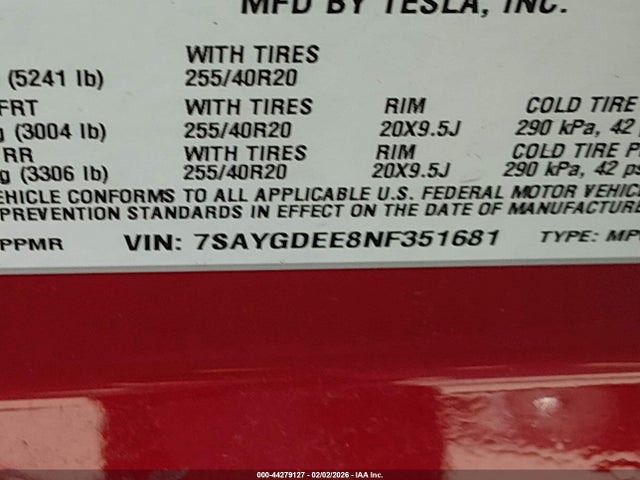 MFD BY TESLA, INC.
WITH TIRES
(5241 lb) 255/40R20
FRT WITH TIRES RIM COLD TIRE
g (3004 lb) 255/40R20 20X9.5J 290 kPa, 42
RR WITH TIRES RIM COLD TIRE P
g (3306 lb) 255/40R20 20X9.5J 290 kPa, 42 ps
EHICLE CONFORMS TO ALL APPLICABLE U.S. FEDERAL MOTOR VEHIC
PREVENTION STANDARDS IN EFFECT ON THE DATE OF MANUFACTURE
PPMR VIN: 7SAYGDEE8NF351681 TYPE: MP
000-44279127 - 02/02/2026 - IAA Inc.